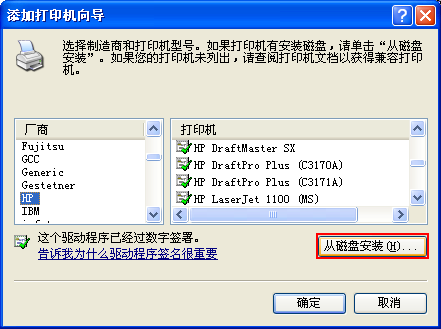 添加打印机向导
选择制造商和打印机型号。如果打印机有安装磁盘，请单击“从磁盘
安装”。如果您的打印机未列出，请查阅打印机文档以获得兼容打印
机。
厂商
Fujitsu
GCC
Generic
Gestetner
HP
IBM
打印机
HP DraftMaster SX
HP DraftPro Plus (C3170A)
HP DraftPro Plus (C3171A)
HP LaserJet 1100 (MS)
这个驱动程序已经过数字签署。
告诉我为什么驱动程序签名很重要
从磁盘安装(H)...
确定
取消